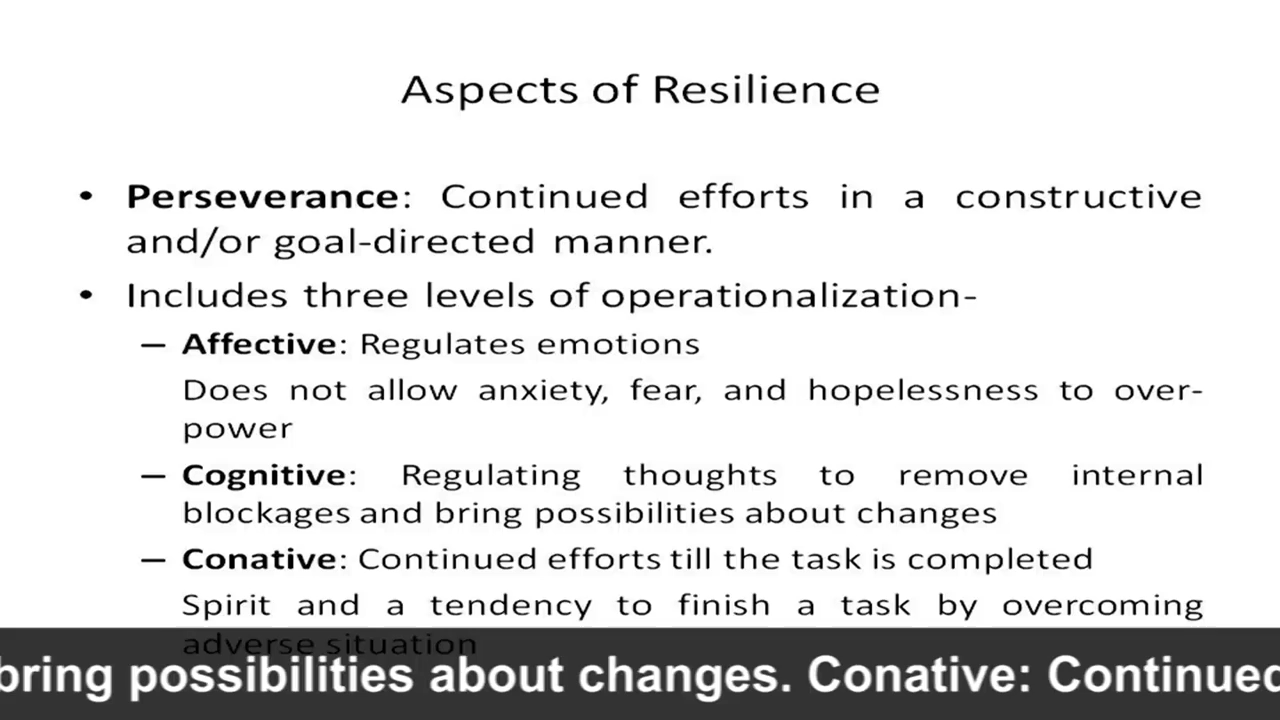 Aspects of Resilience
• Perseverance: Continued efforts in a constructive
and/or goal-directed manner.
• Includes three levels of operationalization-
– Affective: Regulates emotions
Does not allow anxiety, fear, and hopelessness to over-
power
– Cognitive: Regulating thoughts to remove internal
blockages and bring possibilities about changes
– Conative: Continued efforts till the task is completed
Spirit and a tendency to finish a task by overcoming
adverse situation
bring possibilities about changes. Conative: Continued